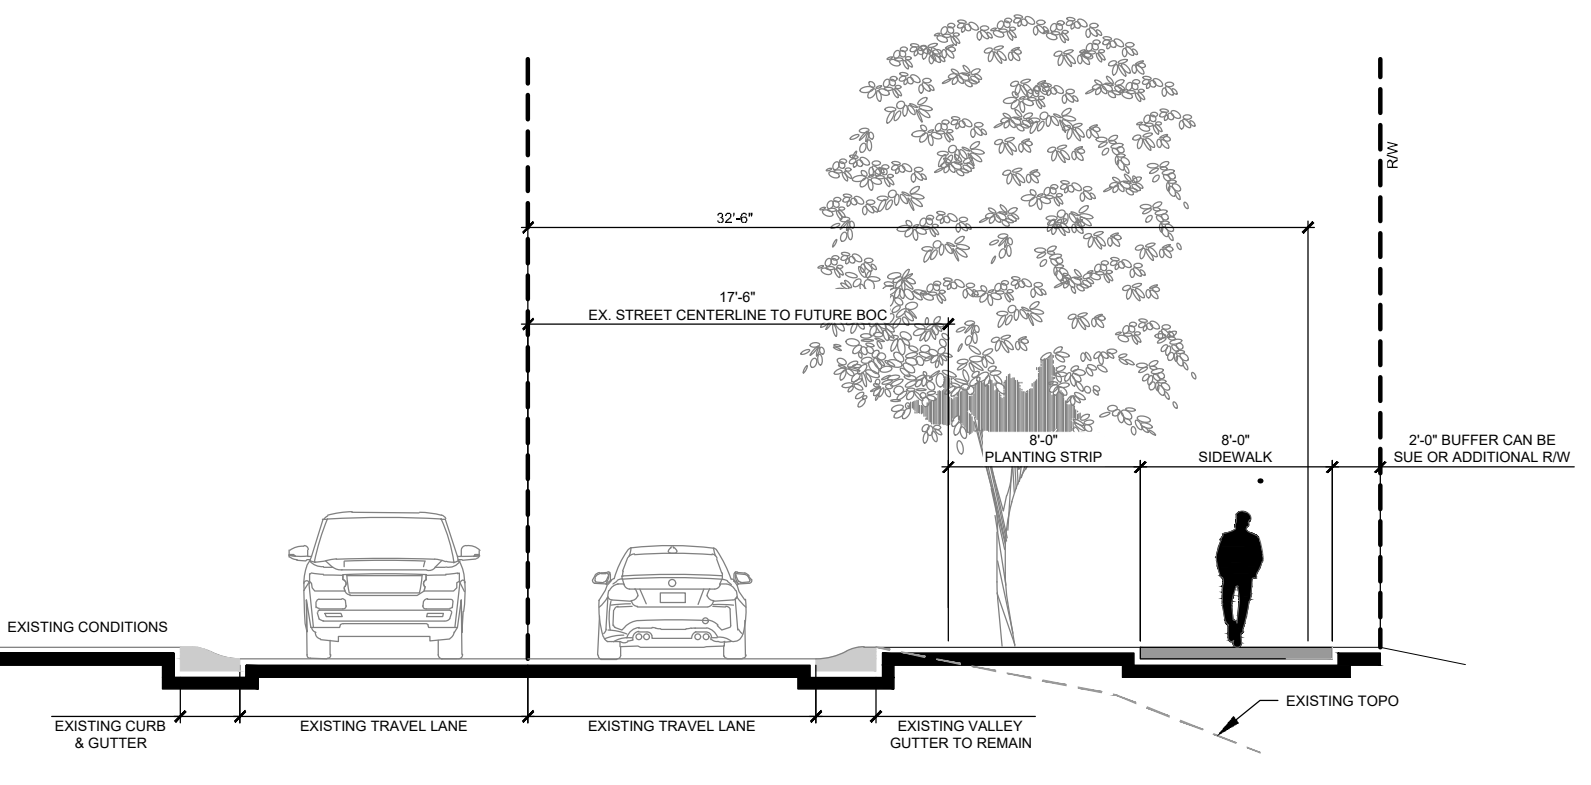 R/W
32'-6"
17'-6"
EX. STREET CENTERLINE TO FUTURE BOC
8'-0"
PLANTING STRIP
8'-0"
SIDEWALK
2'-0" BUFFER CAN BE
SUE OR ADDITIONAL R/W
EXISTING CONDITIONS
EXISTING TOPO
EXISTING CURB
& GUTTER
EXISTING TRAVEL LANE
EXISTING TRAVEL LANE
EXISTING VALLEY
GUTTER TO REMAIN